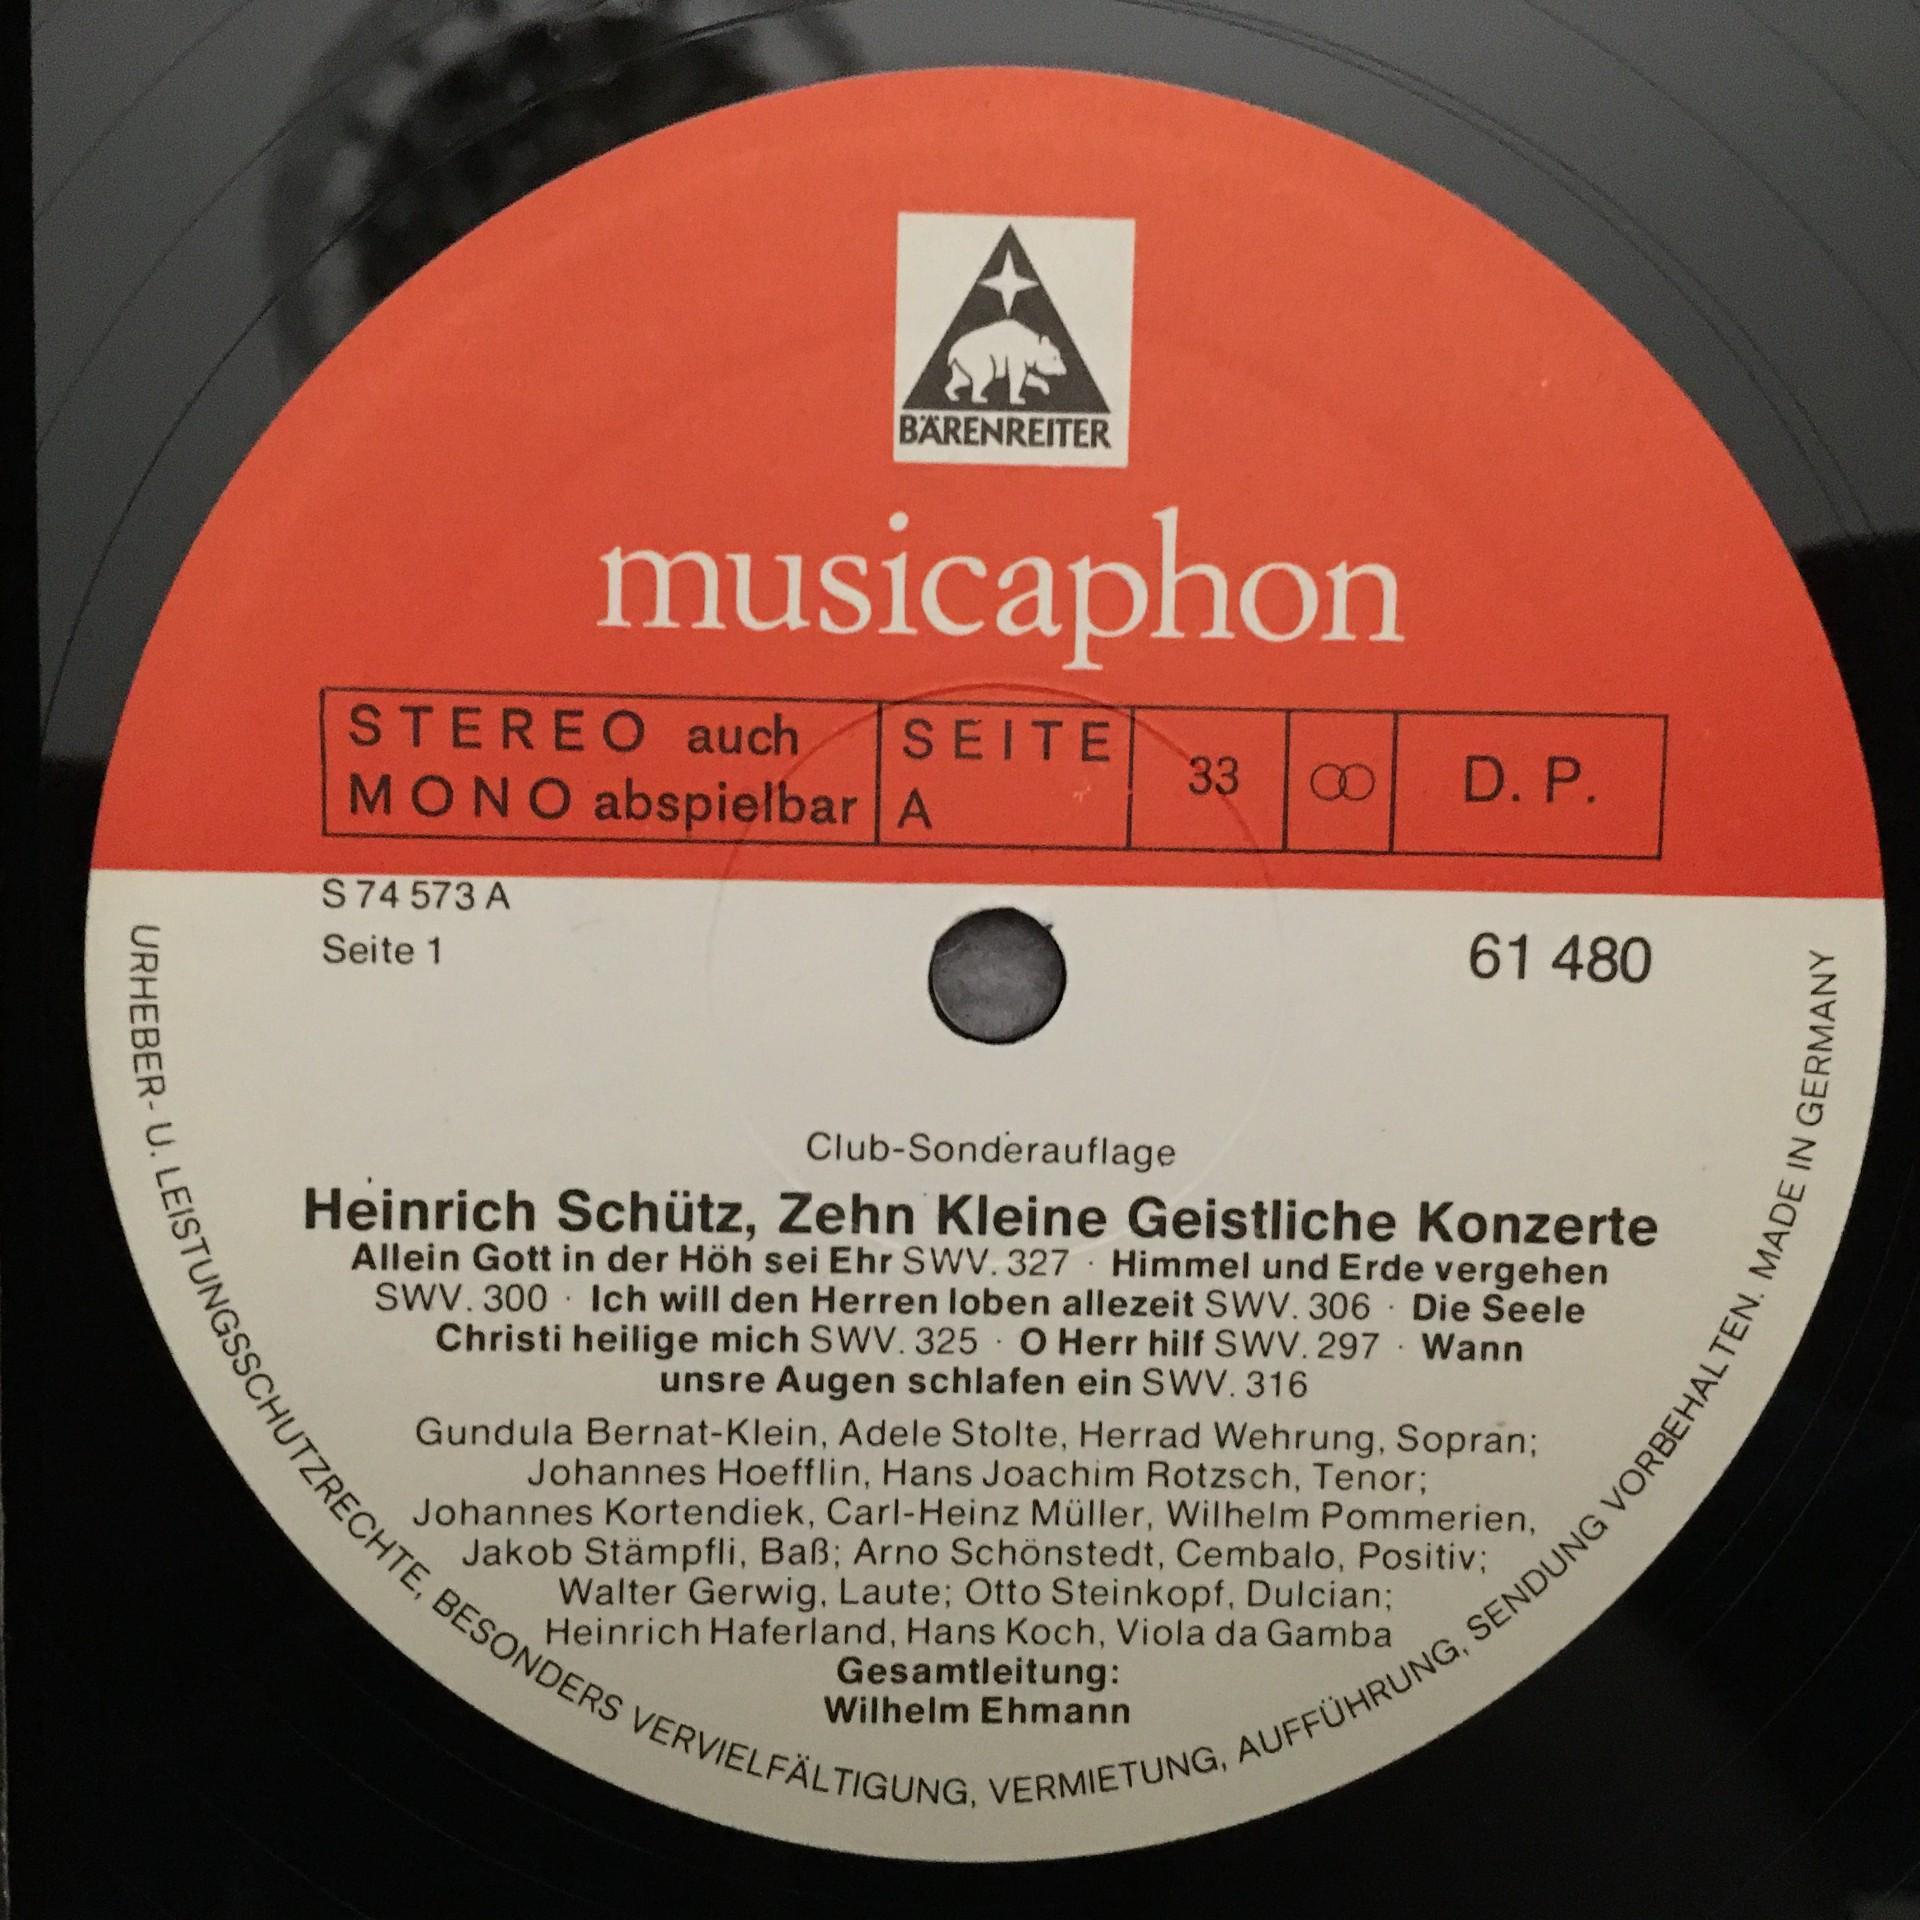 BÄRENREITER
musicaphon
STEREO auch
MONO abspielbar
SEITE
A
33
D. P.
S 74 573 A
Seite 1
61 480
Club-Sonderauflage
Heinrich Schütz, Zehn Kleine Geistliche Konzerte
Allein Gott in der Höh sei Ehr SWV. 327 · Himmel und Erde vergehen
SWV. 300 · Ich will den Herren loben allezeit SWV. 306 · Die Seele
Christi heilige mich SWV. 325 · O Herr hilf SWV. 297 · Wann
unsre Augen schlafen ein SWV. 316
Gundula Bernat-Klein, Adele Stolte, Herrad Wehrung, Sopran;
Johannes Hoefflin, Hans Joachim Rotzsch, Tenor;
Johannes Kortendiek, Carl-Heinz Müller, Wilhelm Pommerien,
Jakob Stämpfli, Baß; Arno Schönstedt, Cembalo, Positiv;
Walter Gerwig, Laute; Otto Steinkopf, Dulcian;
Heinrich Haferland, Hans Koch, Viola da Gamba
Gesamtleitung:
Wilhelm Ehmann
URHEBER- U. LEISTUNGSSCHUTZRECHTE, BESONDERS VERVIELFÄLTIGUNG, VERMIETUNG, AUFFÜHRUNG, SENDUNG VORBEHALTEN. MADE IN GERMANY